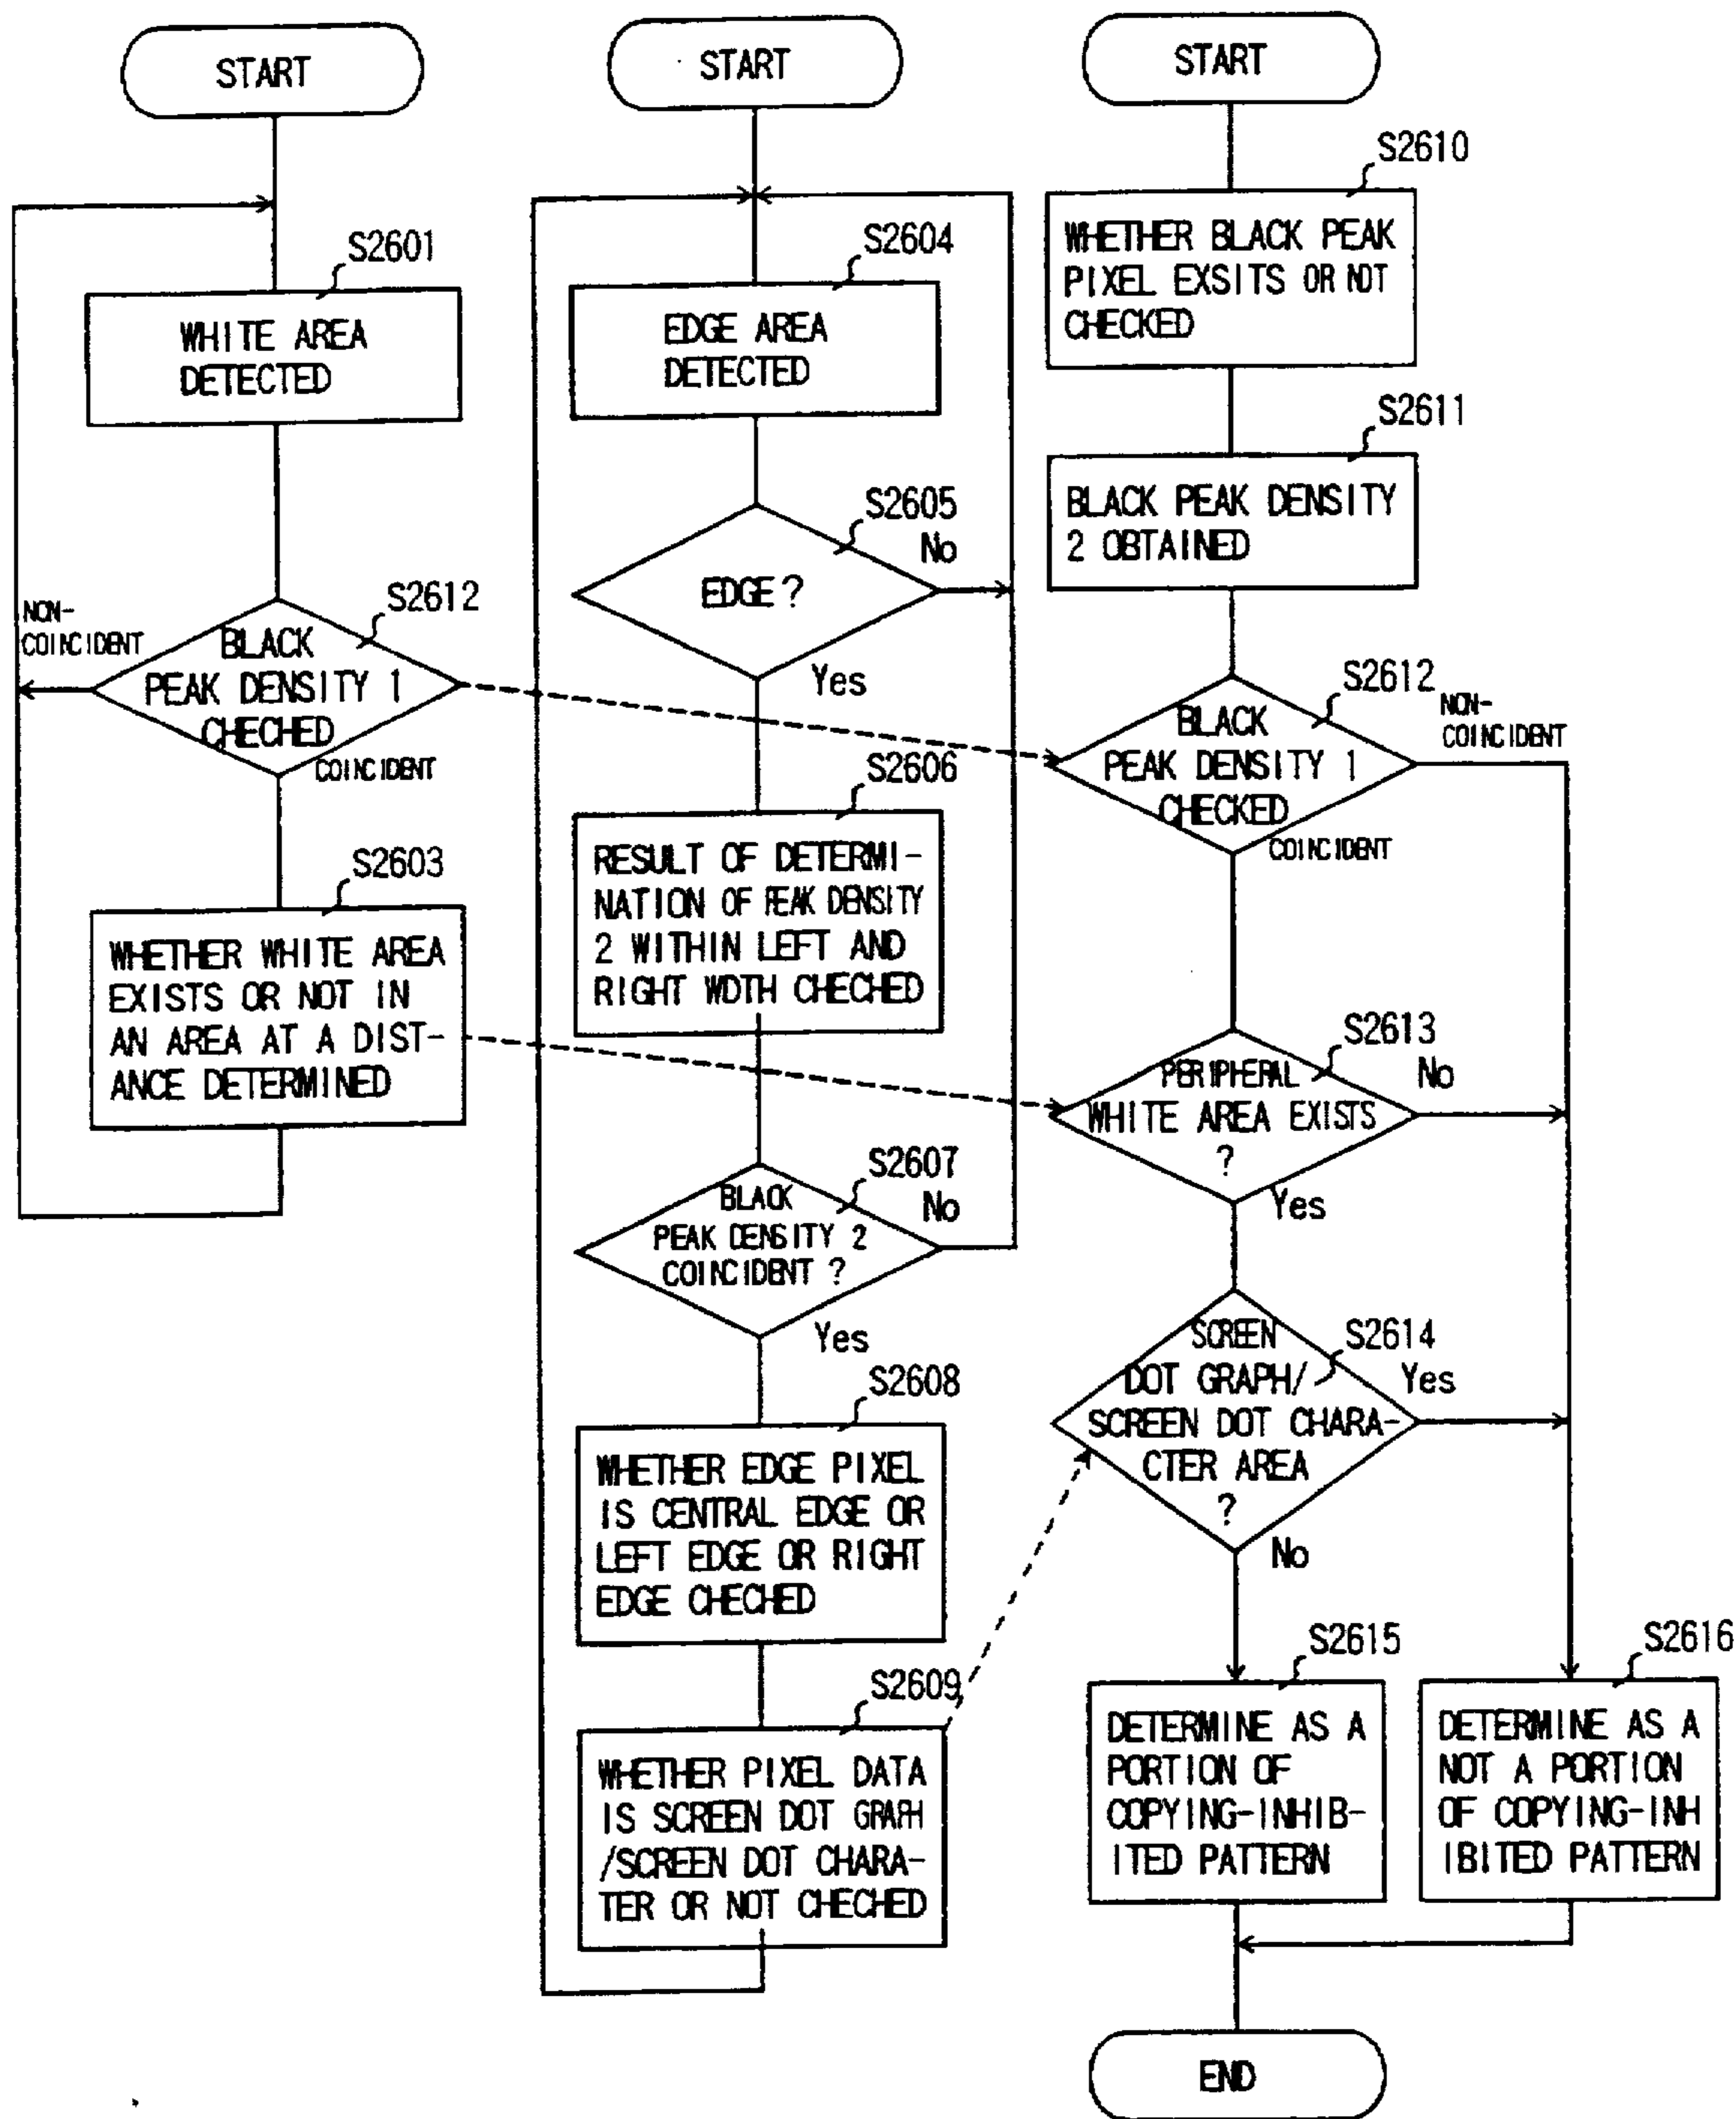 START
S2601
WHITE AREA
DETECTED
NON-
COINCIDENT
S2612
BLACK
PEAK DENSITY 1
CHECHED
COINCIDENT
S2603
WHETHER WHITE AREA
EXISTS OR NOT IN
AN AREA AT A DIST-
ANCE DETERMINED
START
S2604
EDGE AREA
DETECTED
S2605
No
EDGE?
Yes
S2606
RESULT OF DETERMI-
NATION OF PEAK DENSITY
2 WITHIN LEFT AND
RIGHT WDTH CHECHED
S2607
No
BLACK
PEAK DENSITY 2
COINCIDENT ?
Yes
S2608
WHETHER EDGE PIXEL
IS CENTRAL EDGE OR
LEFT EDGE OR RIGHT
EDGE CHECHED
S2609
WHETHER PIXEL DATA
IS SCREEN DOT GRAPH
/SCREEN DOT CHARA-
TER OR NOT CHECHED
START
S2610
WHETHER BLACK PEAK
PIXEL EXSITS OR NOT
CHECKED
S2611
BLACK PEAK DENSITY
2 OBTAINED
S2612
NON-
COINCIDENT
BLACK
PEAK DENSITY 1
CHECKED
COINCIDENT
S2613
No
PERIPHERAL
WHITE AREA EXISTS
?
Yes
S2614
Yes
SCREEN
DOT GRAPH/
SCREEN DOT CHARA-
CTER AREA
?
No
S2615
DETERMINE AS A
PORTION OF
COPYING-INHIB-
ITED PATTERN
S2616
DETERMINE AS A
NOT A PORTION
OF COPYING-INH
IBITED PATTERN
END